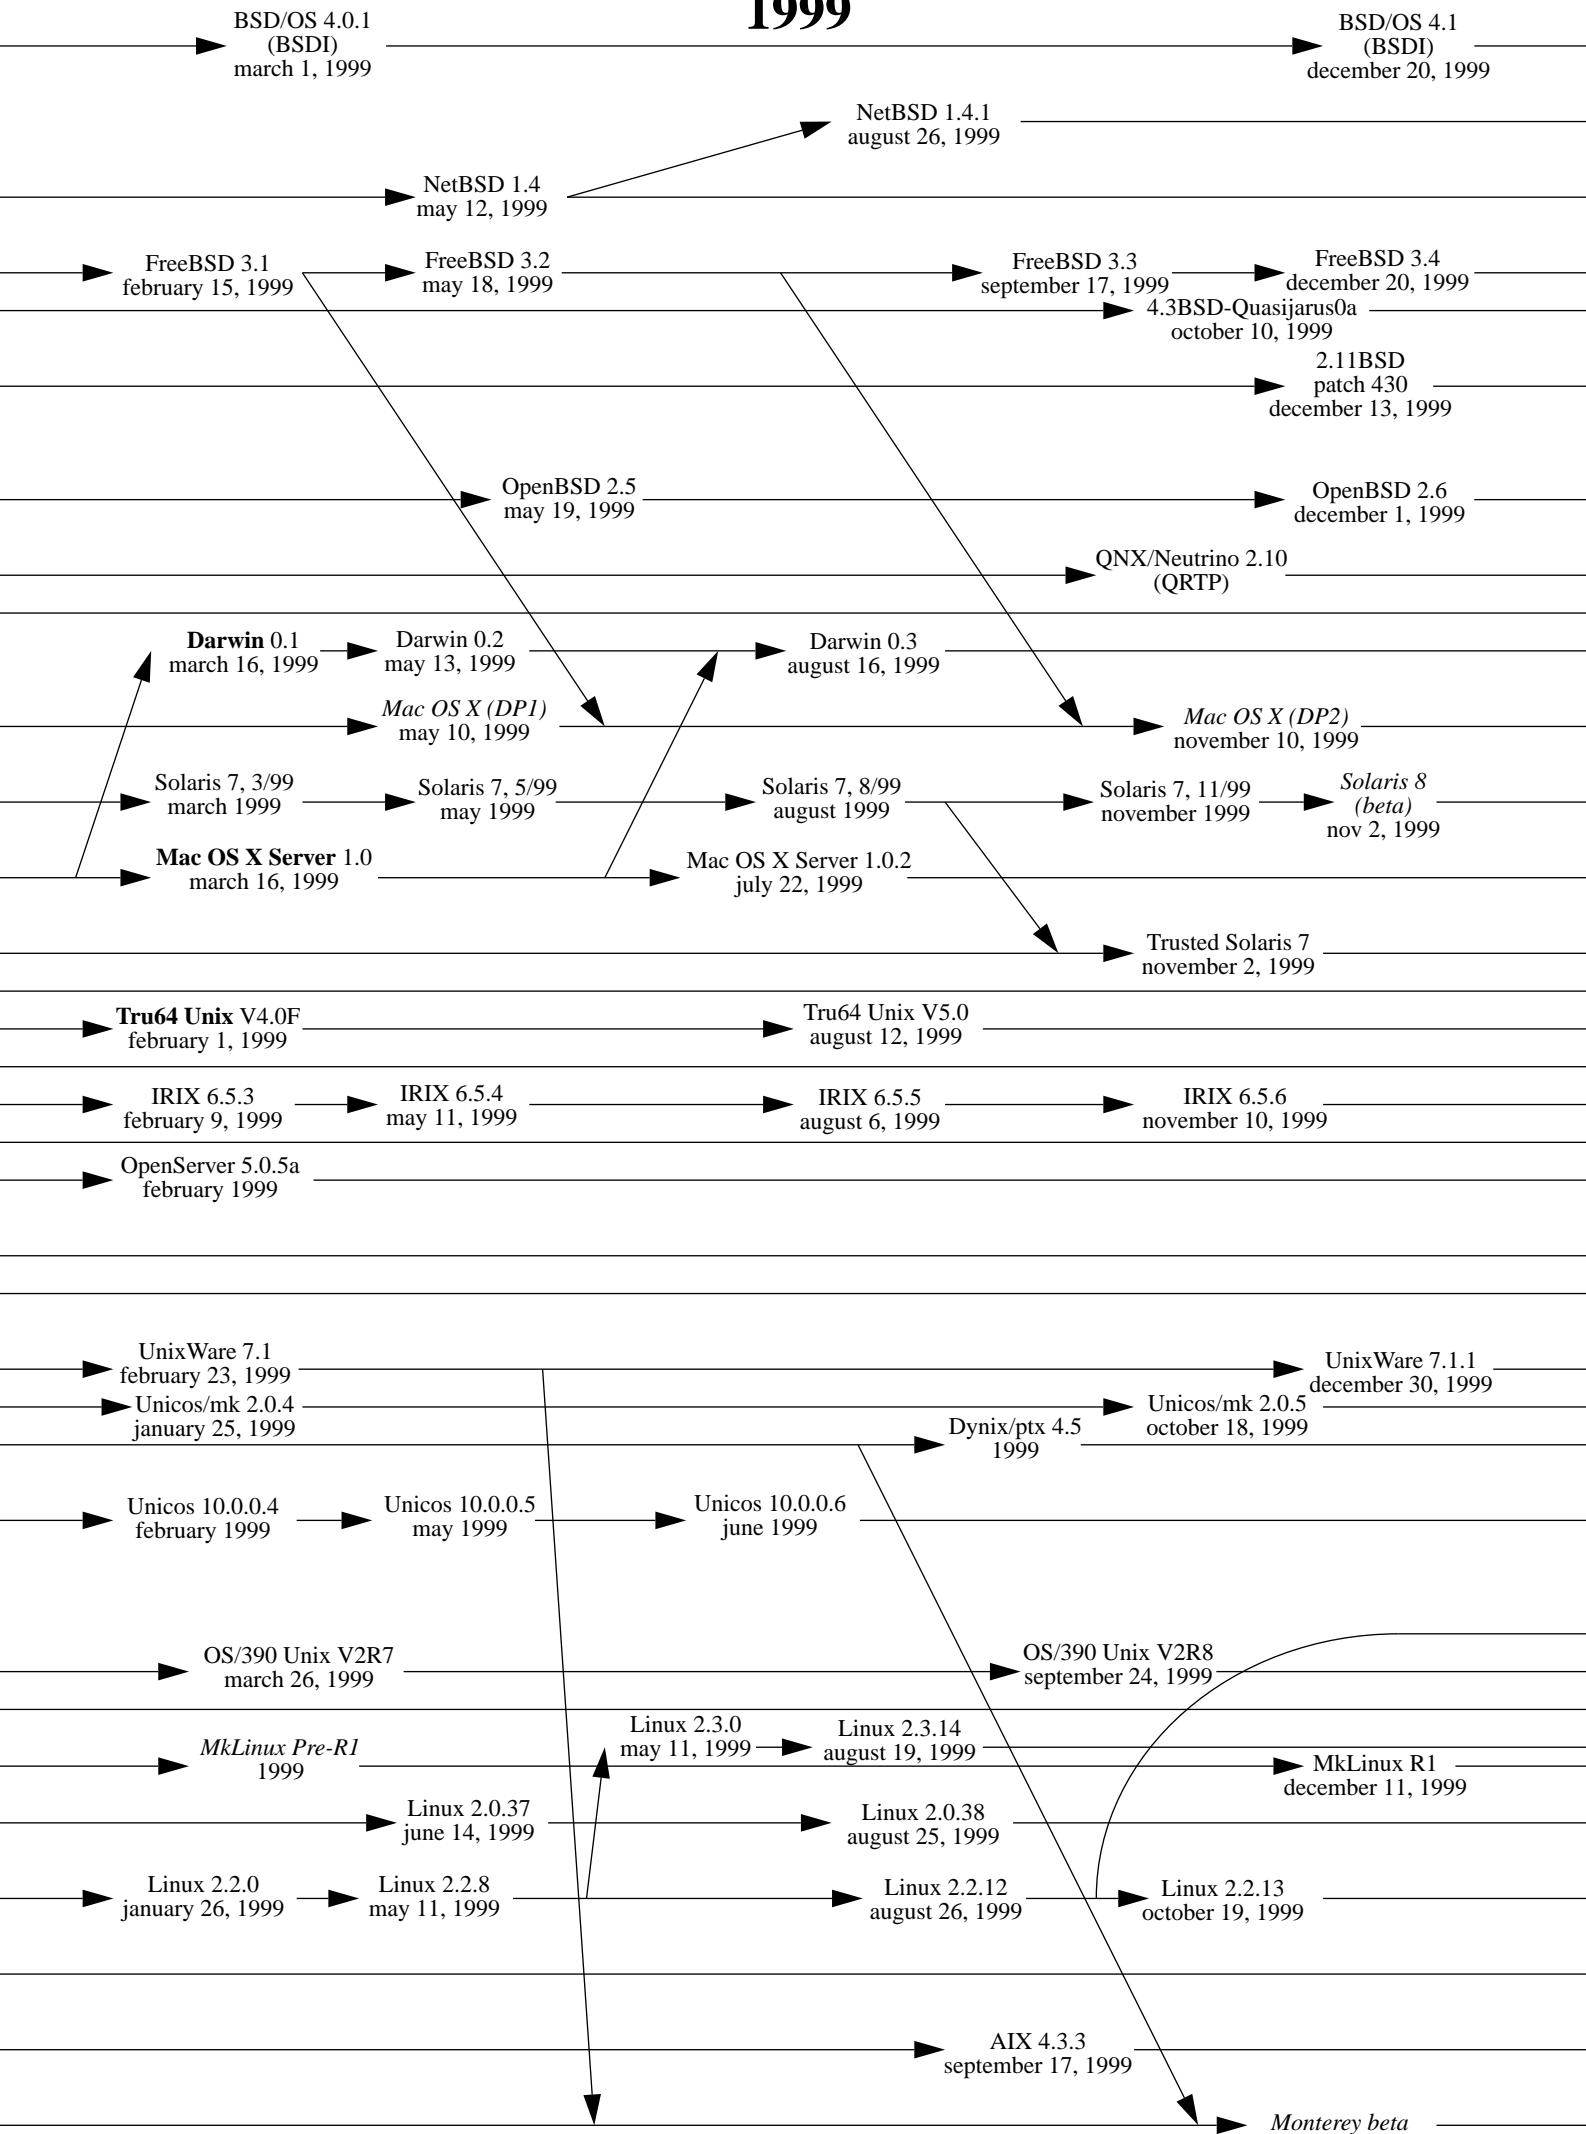 1999
BSD/OS 4.0.1
(BSDI)
march 1, 1999
BSD/OS 4.1
(BSDI)
december 20, 1999
NetBSD 1.4.1
august 26, 1999
NetBSD 1.4
may 12, 1999
FreeBSD 3.1
february 15, 1999
FreeBSD 3.2
may 18, 1999
FreeBSD 3.3
september 17, 1999
FreeBSD 3.4
december 20, 1999
4.3BSD-Quasijarus0a
october 10, 1999
2.11BSD
patch 430
december 13, 1999
OpenBSD 2.5
may 19, 1999
OpenBSD 2.6
december 1, 1999
QNX/Neutrino 2.10
(QRTP)
Darwin 0.1
march 16, 1999
Darwin 0.2
may 13, 1999
Darwin 0.3
august 16, 1999
Mac OS X (DP1)
may 10, 1999
Mac OS X (DP2)
november 10, 1999
Solaris 7, 3/99
march 1999
Solaris 7, 5/99
may 1999
Solaris 7, 8/99
august 1999
Solaris 7, 11/99
november 1999
Solaris 8
(beta)
nov 2, 1999
Mac OS X Server 1.0
march 16, 1999
Mac OS X Server 1.0.2
july 22, 1999
Trusted Solaris 7
november 2, 1999
Tru64 Unix V4.0F
february 1, 1999
Tru64 Unix V5.0
august 12, 1999
IRIX 6.5.3
february 9, 1999
IRIX 6.5.4
may 11, 1999
IRIX 6.5.5
august 6, 1999
IRIX 6.5.6
november 10, 1999
OpenServer 5.0.5a
february 1999
UnixWare 7.1
february 23, 1999
UnixWare 7.1.1
december 30, 1999
Unicos/mk 2.0.4
january 25, 1999
Unicos/mk 2.0.5
october 18, 1999
Dynix/ptx 4.5
1999
Unicos 10.0.0.4
february 1999
Unicos 10.0.0.5
may 1999
Unicos 10.0.0.6
june 1999
OS/390 Unix V2R7
march 26, 1999
OS/390 Unix V2R8
september 24, 1999
Linux 2.3.0
may 11, 1999
Linux 2.3.14
august 19, 1999
MkLinux Pre-R1
1999
MkLinux R1
december 11, 1999
Linux 2.0.37
june 14, 1999
Linux 2.0.38
august 25, 1999
Linux 2.2.0
january 26, 1999
Linux 2.2.8
may 11, 1999
Linux 2.2.12
august 26, 1999
Linux 2.2.13
october 19, 1999
AIX 4.3.3
september 17, 1999
Monterey beta